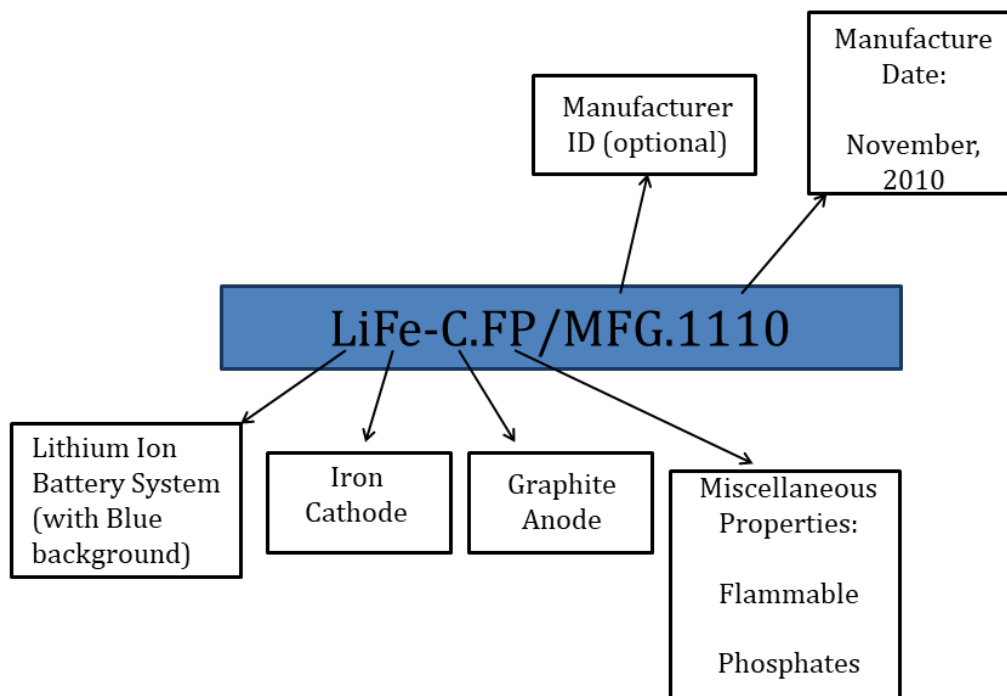 Manufacture
Date:
November,
2010
Manufacturer
ID (optional)
LiFe-C.FP/MFG.1110
Lithium Ion
Battery System
(with Blue
background)
Iron
Cathode
Graphite
Anode
Miscellaneous
Properties:
Flammable
Phosphates